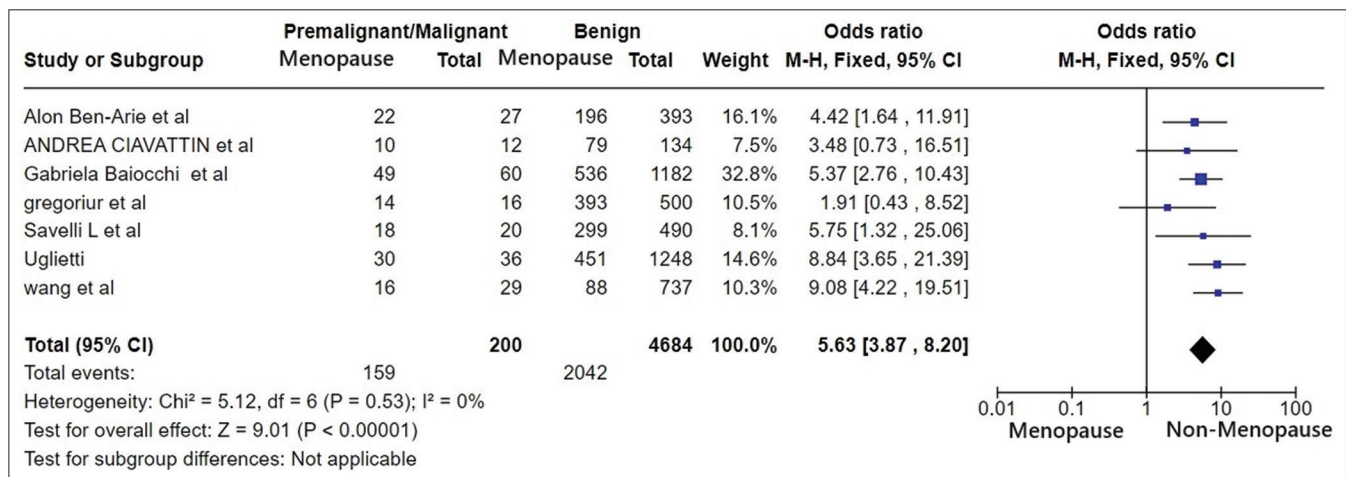 Premalignant/Malignant Benign Odds ratio Odds ratio
Study or Subgroup Menopause Total Menopause Total Weight M-H, Fixed, 95% CI M-H, Fixed, 95% CI
Alon Ben-Arie et al 22 27 196 393 16.1% 4.42 [1.64 , 11.91]
ANDREA CIAVATTIN et al 10 12 79 134 7.5% 3.48 [0.73 , 16.51]
Gabriela Baiocchi et al 49 60 536 1182 32.8% 5.37 [2.76 , 10.43]
gregoriur et al 14 16 393 500 10.5% 1.91 [0.43 , 8.52]
Savelli L et al 18 20 299 490 8.1% 5.75 [1.32 , 25.06]
Uglietti 30 36 451 1248 14.6% 8.84 [3.65 , 21.39]
wang et al 16 29 88 737 10.3% 9.08 [4.22 , 19.51]
Total (95% CI) 200 4684 100.0% 5.63 [3.87 , 8.20]
Total events: 159 2042
Heterogeneity: Chi² = 5.12, df = 6 (P = 0.53); I² = 0%
0.01 0.1 1 10 100
Test for overall effect: Z = 9.01 (P < 0.00001)
Menopause Non-Menopause
Test for subgroup differences: Not applicable